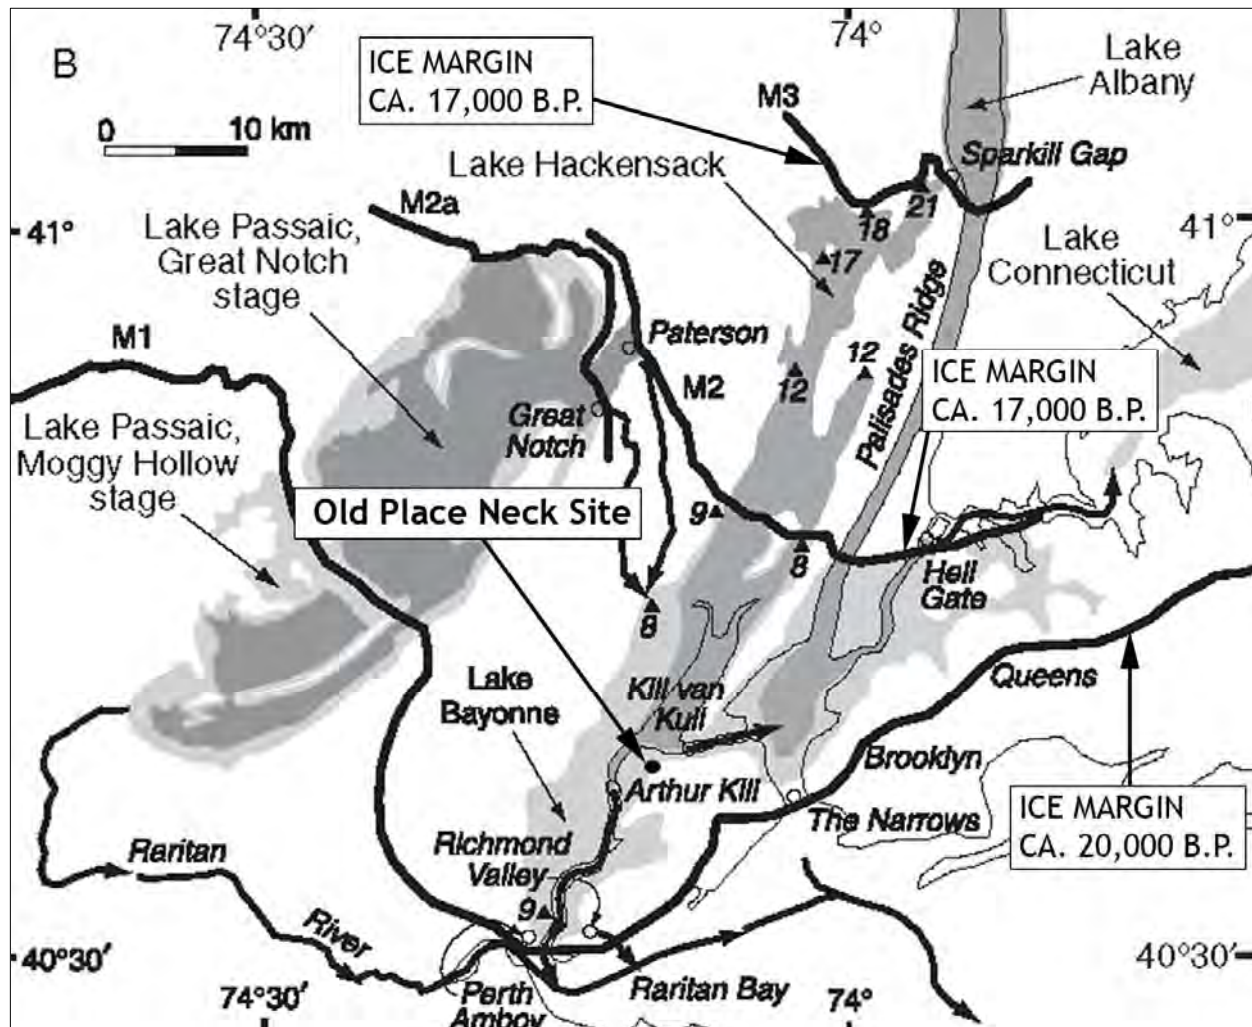 B
74°30'
74°
ICE MARGIN
CA. 17,000 B.P.
M3
Lake
Albany
0 10 km
Lake Hackensack
Sparkill Gap
21
18
17
M2a
41°
41°
Lake Passaic,
Great Notch
stage
Lake
Connecticut
M1
Paterson
Palisades Ridge
12
12
M2
ICE MARGIN
CA. 17,000 B.P.
Great
Notch
Lake Passaic,
Moggy Hollow
stage
Old Place Neck Site
9
8
Hell
Gate
8
Queens
Kill van
Kull
Lake
Bayonne
Brooklyn
Arthur Kill
The Narrows
ICE MARGIN
CA. 20,000 B.P.
Richmond
Valley
Raritan
River
9
40°30'
40°30'
74°30'
Perth
Amboy
Raritan Bay
74°